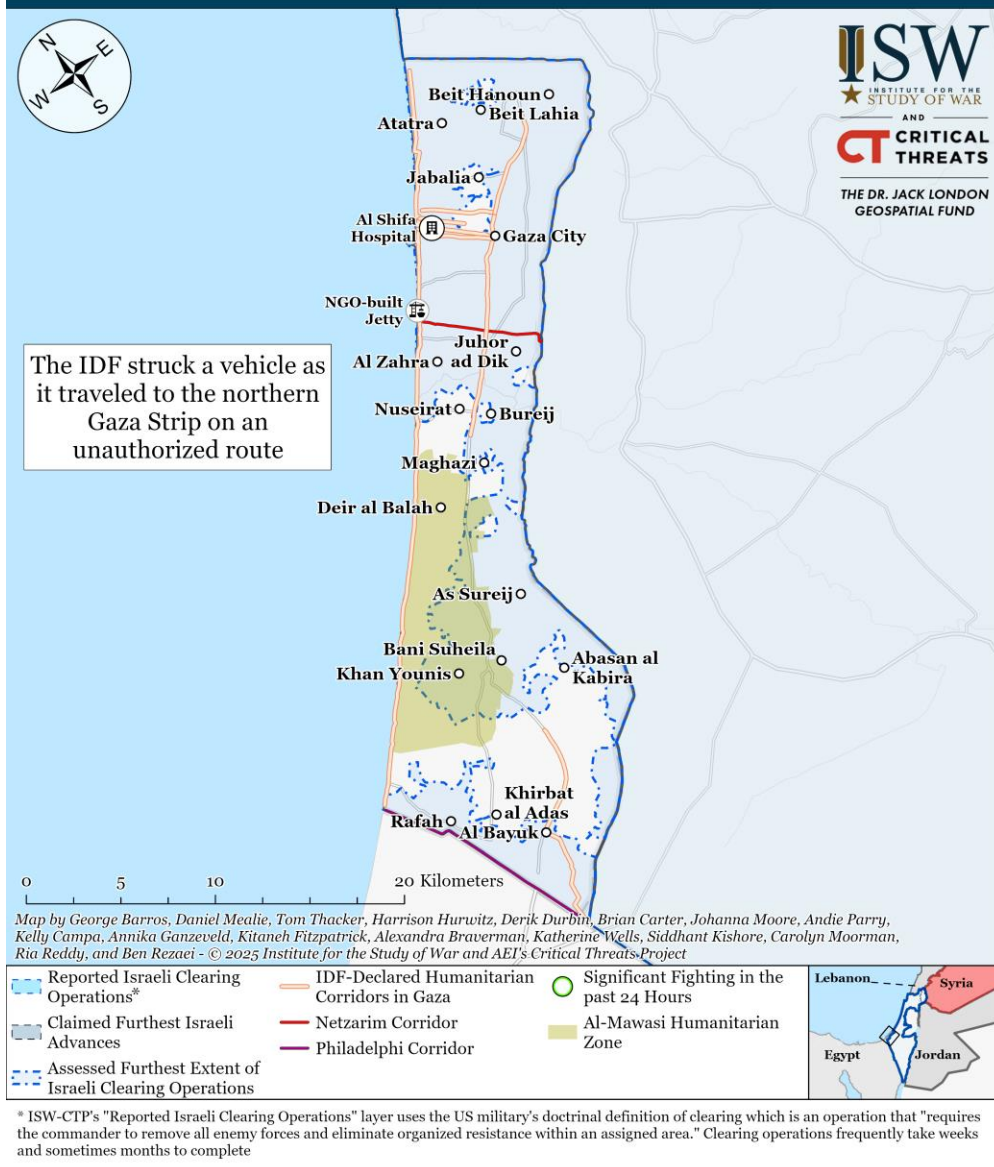 N
E
W
S
ISW
INSTITUTE FOR THE
STUDY OF WAR
AND
CT CRITICAL
THREATS
THE DR. JACK LONDON
GEOSPATIAL FUND
Beit Hanoun
Beit Lahia
Atatra
Jabalia
Al Shifa
Hospital
Gaza City
NGO-built
Jetty
The IDF struck a vehicle as
it traveled to the northern
Gaza Strip on an
unauthorized route
Juhor
ad Dik
Al Zahra
Nuseirat
Bureij
Maghazi
Deir al Balah
As Sureij
Bani Suheila
Khan Younis
Abasan al
Kabira
Khirbat
al Adas
Rafah
Al Bayuk
0 5 10 20 Kilometers
Map by George Barros, Daniel Mealie, Tom Thacker, Harrison Hurwitz, Derik Durbin, Brian Carter, Johanna Moore, Andie Parry,
Kelly Campa, Annika Ganzeveld, Kitaneh Fitzpatrick, Alexandra Braverman, Katherine Wells, Siddhant Kishore, Carolyn Moorman,
Ria Reddy, and Ben Rezaei - © 2025 Institute for the Study of War and AEI's Critical Threats Project
Reported Israeli Clearing
Operations*
Claimed Furthest Israeli
Advances
Assessed Furthest Extent of
Israeli Clearing Operations
IDF-Declared Humanitarian
Corridors in Gaza
Netzarim Corridor
Philadelphi Corridor
Significant Fighting in the
past 24 Hours
Al-Mawasi Humanitarian
Zone
Lebanon
Syria
Egypt
Jordan
* ISW-CTP's "Reported Israeli Clearing Operations" layer uses the US military's doctrinal definition of clearing which is an operation that "requires
the commander to remove all enemy forces and eliminate organized resistance within an assigned area." Clearing operations frequently take weeks
and sometimes months to complete